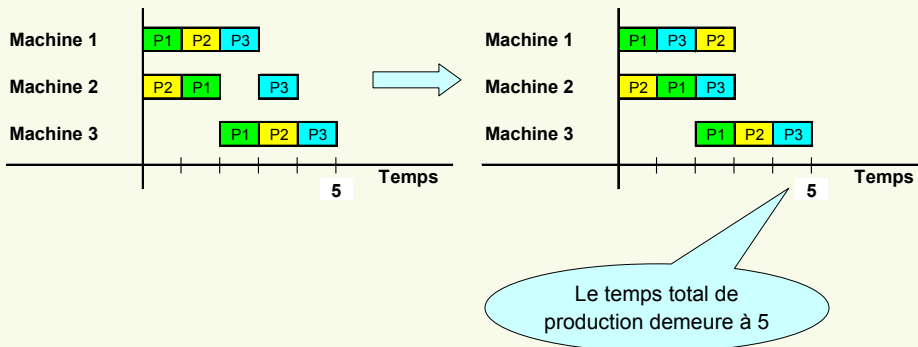 Machine 1 P1 P2 P3
Machine 2 P2 P1 P3
Machine 3 P1 P2 P3
Temps
5
Machine 1 P1 P3 P2
Machine 2 P2 P1 P3
Machine 3 P1 P2 P3
Temps
5
Le temps total de
production demeure à 5